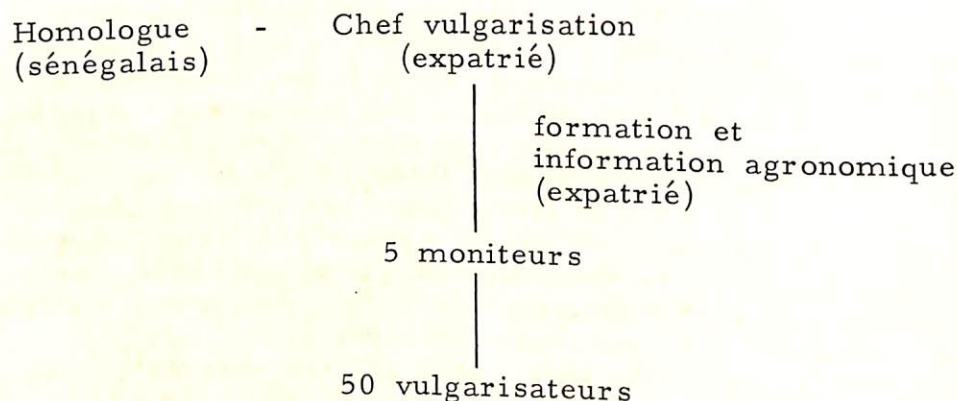 Homologue - Chef vulgarisation
(sénégalais) (expatrié)
formation et
information agronomique
(expatrié)
5 moniteurs
50 vulgarisateurs